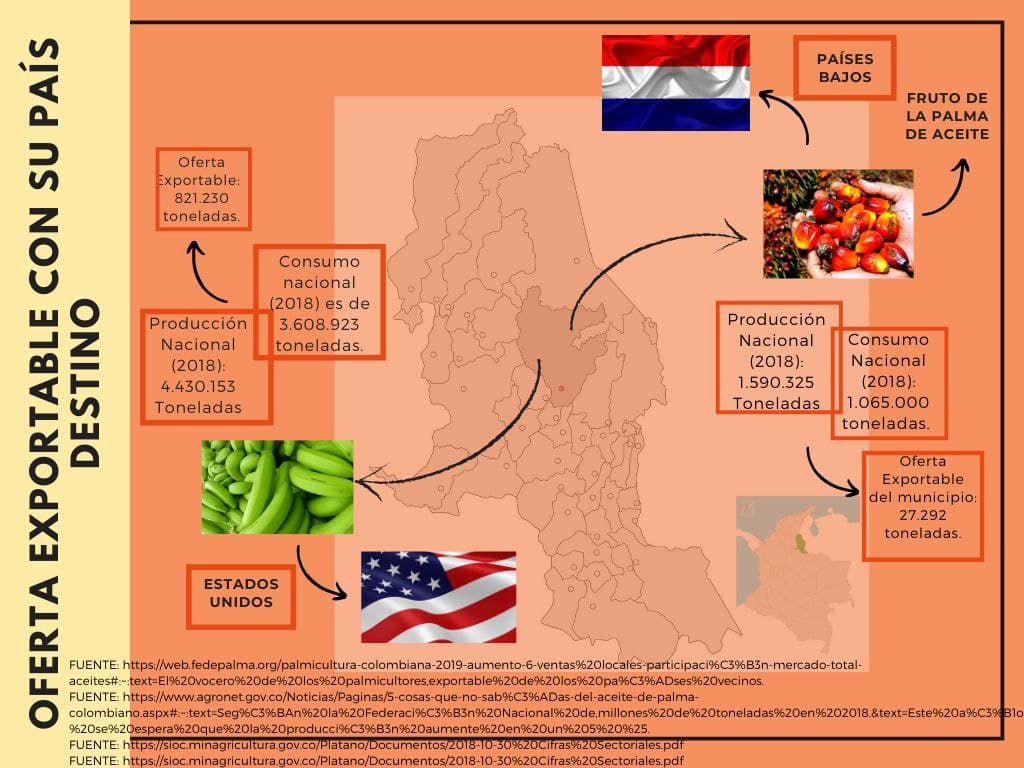 OFERTA EXPORTABLE CON SU PAÍS
DESTINO
PAÍSES
BAJOS
FRUTO DE
LA PALMA
DE ACEITE
Oferta
Exportable:
821.230
toneladas.
Consumo
nacional
(2018) es de
3.608.923
toneladas.
Producción
Nacional
(2018):
4.430.153
Toneladas
Producción
Nacional
(2018):
1.590.325
Toneladas
Consumo
Nacional
(2018):
1.065.000
toneladas.
Oferta
Exportable
del municipio:
27.292
toneladas.
ESTADOS
UNIDOS
FUENTE: https://web.fedepalma.org/palmicultura-colombiana-2019-aumento-6-ventas%20locales-participaci%C3%B3n-mercado-total-
aceites#:~:text=El%20vocero%20de%20los%20palmicultores,exportable%20de%20los%20pa%C3%ADses%20vecinos.
FUENTE: https://www.agronet.gov.co/Noticias/Paginas/5-cosas-que-no-sab%C3%ADas-del-aceite-de-palma-
colombiano.aspx#:~:text=Seg%C3%BAn%20la%20Federaci%C3%B3n%20Nacional%20de,millones%20de%20toneladas%20en%202018.&text=Este%20a%C3%B1o
%20se%20espera%20que%20la%20producci%C3%B3n%20aumente%20en%20un%205%20%25.
FUENTE: https://sioc.minagricultura.gov.co/Platano/Documentos/2018-10-30%20Cifras%20Sectoriales.pdf
FUENTE: https://sioc.minagricultura.gov.co/Platano/Documentos/2018-10-30%20Cifras%20Sectoriales.pdf